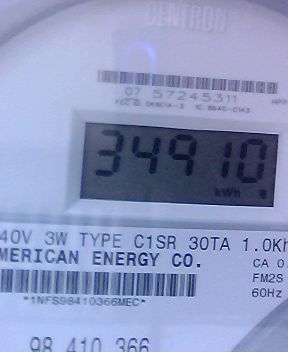 CENTRON
07 57245311
34910
kWh
40V 3W TYPE C1SR 30TA 1.0Kh
MERICAN ENERGY CO.
CA 0.
FM2S
60Hz
*1NFS98410366MEC*
98 410 366